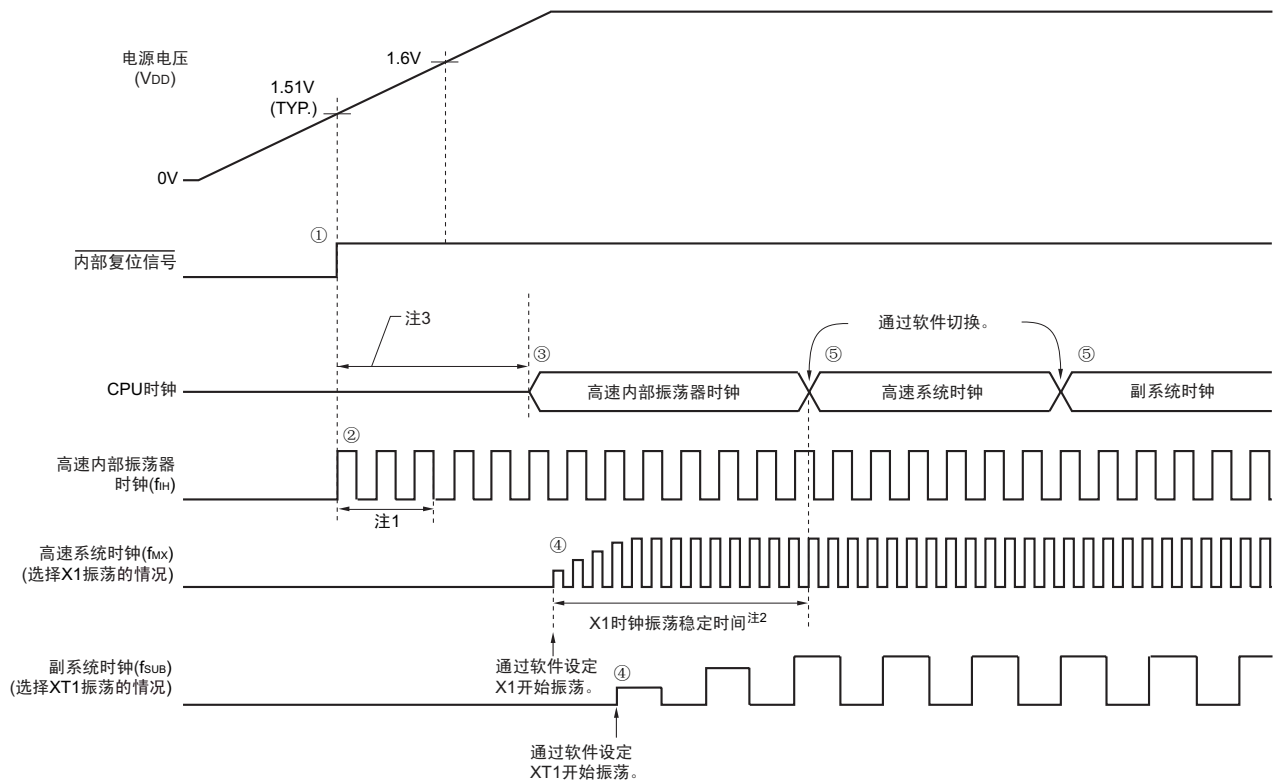 电源电压
(VDD)
1.6V
1.51V
(TYP.)
0V
①
内部复位信号
注3
通过软件切换。
③
⑤
⑤
CPU时钟
高速内部振荡器时钟
高速系统时钟
副系统时钟
②
高速内部振荡器
时钟(fIH)
注1
高速系统时钟(fMX)
(选择X1振荡的情况)
④
X1时钟振荡稳定时间注2
通过软件设定
X1开始振荡。
副系统时钟(fSUB)
(选择XT1振荡的情况)
④
通过软件设定
XT1开始振荡。